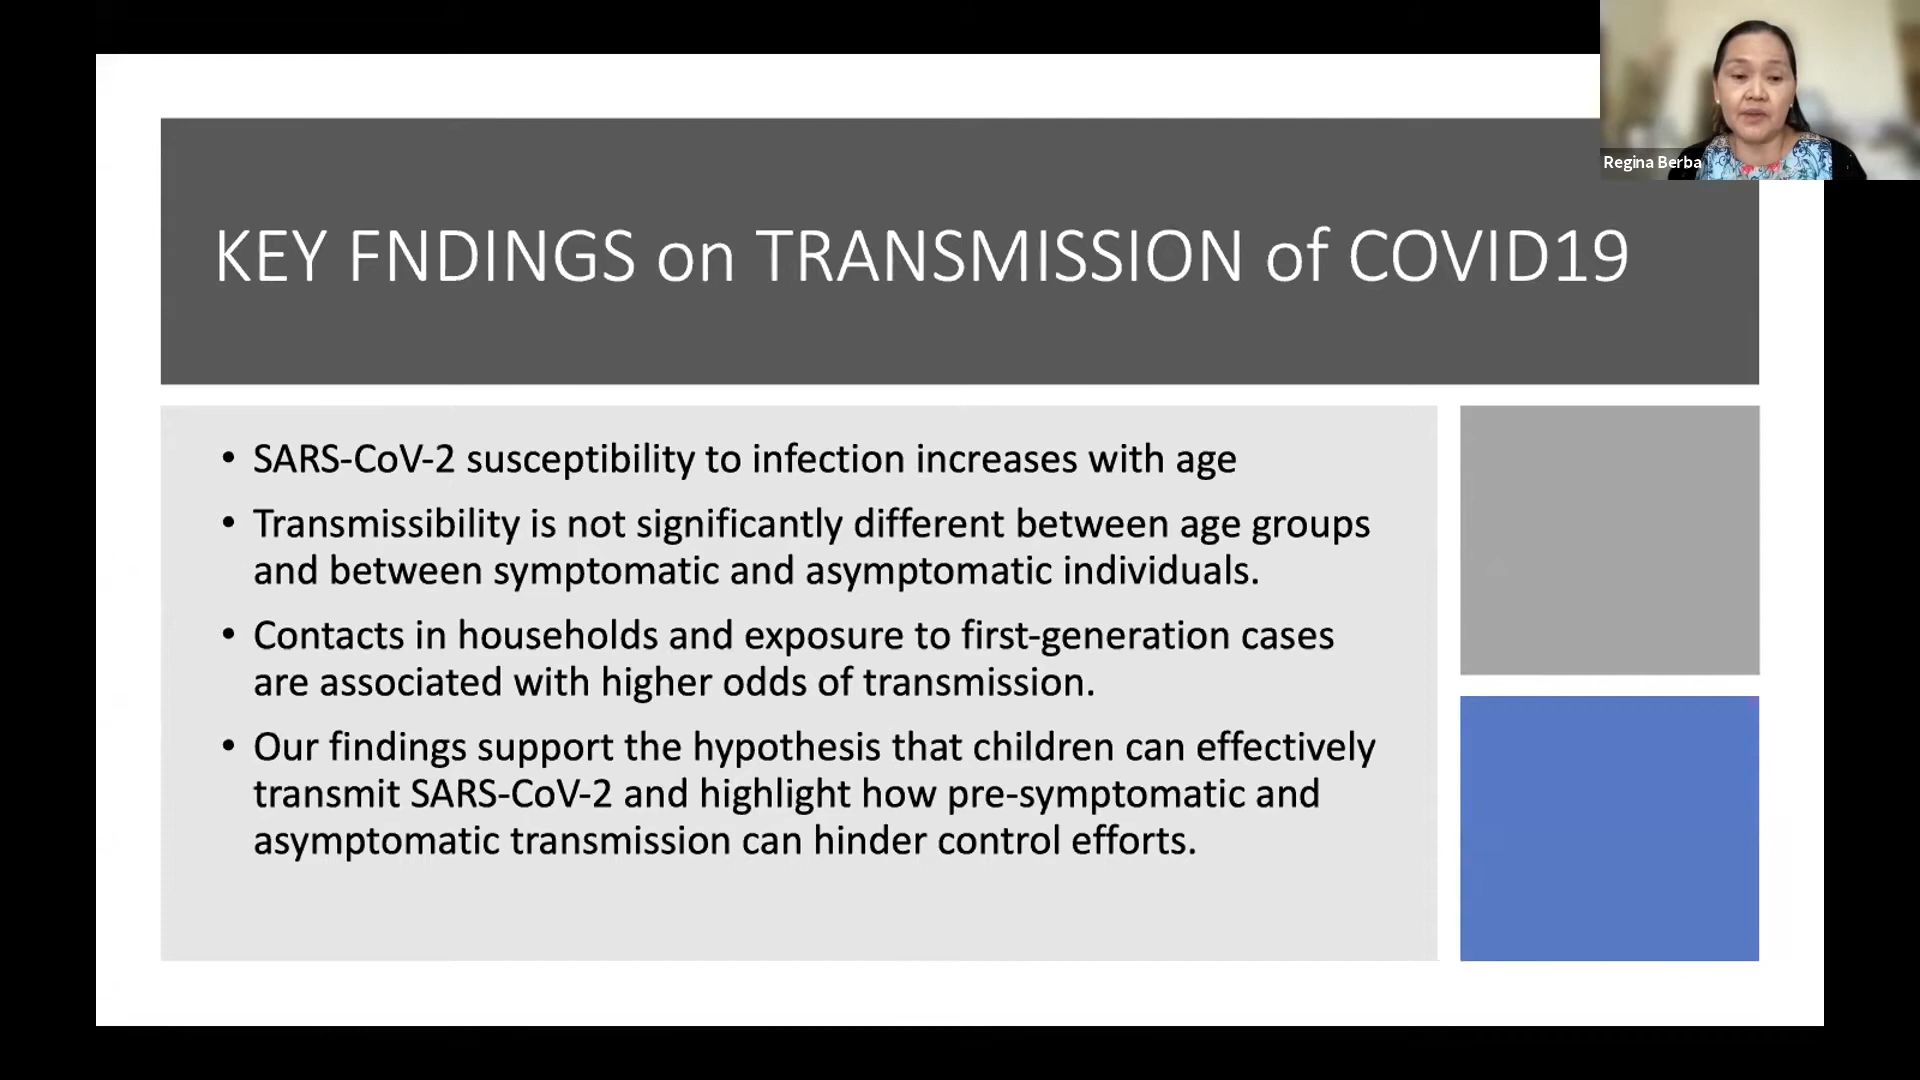 Regina Berba
KEY FNDINGS on TRANSMISSION of COVID19
• SARS-CoV-2 susceptibility to infection increases with age
• Transmissibility is not significantly different between age groups
and between symptomatic and asymptomatic individuals.
• Contacts in households and exposure to first-generation cases
are associated with higher odds of transmission.
• Our findings support the hypothesis that children can effectively
transmit SARS-CoV-2 and highlight how pre-symptomatic and
asymptomatic transmission can hinder control efforts.